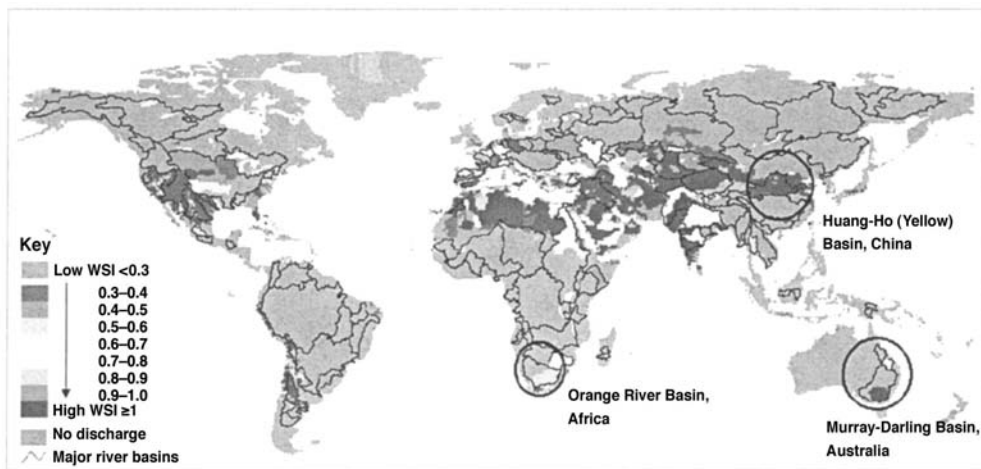 Key
Low WSI <0.3
0.3–0.4
0.4–0.5
0.5–0.6
0.6–0.7
0.7–0.8
0.8–0.9
0.9–1.0
High WSI ≥1
No discharge
Major river basins
Huang-Ho (Yellow)
Basin, China
Orange River Basin,
Africa
Murray-Darling Basin,
Australia